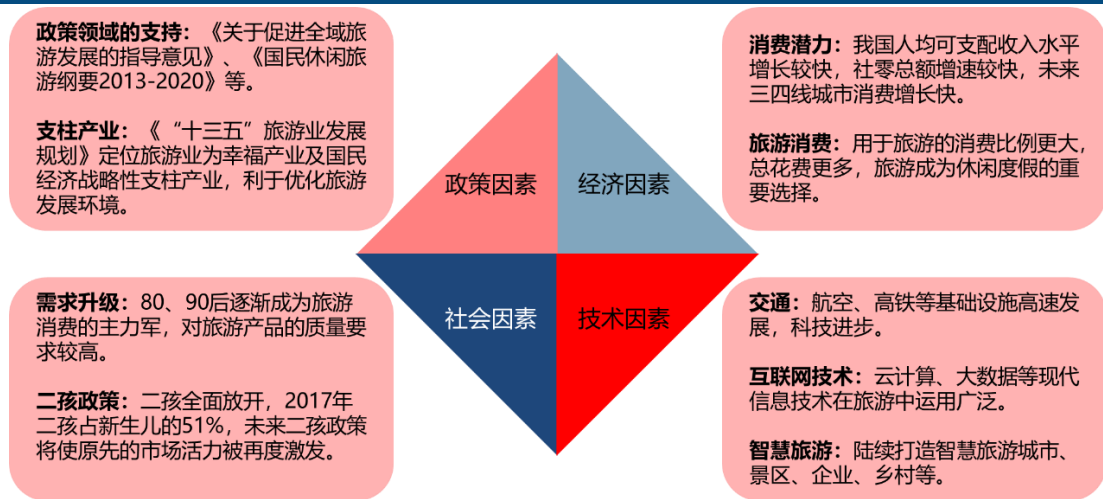 政策领域的支持：《关于促进全域旅
游发展的指导意见》、《国民休闲旅
游纲要2013-2020》等。
支柱产业：《 “十三五”旅游业发展
规划》定位旅游业为幸福产业及国民
经济战略性支柱产业，利于优化旅游
发展环境。
消费潜力：我国人均可支配收入水平
增长较快，社零总额增速较快，未来
三四线城市消费增长快。
旅游消费：用于旅游的消费比例更大，
总花费更多，旅游成为休闲度假的重
要选择。
政策因素
经济因素
社会因素
技术因素
需求升级：80、90后逐渐成为旅游
消费的主力军，对旅游产品的质量要
求较高。
二孩政策：二孩全面放开，2017年
二孩占新生儿的51%，未来二孩政策
将使原先的市场活力被再度激发。
交通：航空、高铁等基础设施高速发
展，科技进步。
互联网技术：云计算、大数据等现代
信息技术在旅游中运用广泛。
智慧旅游：陆续打造智慧旅游城市、
景区、企业、乡村等。